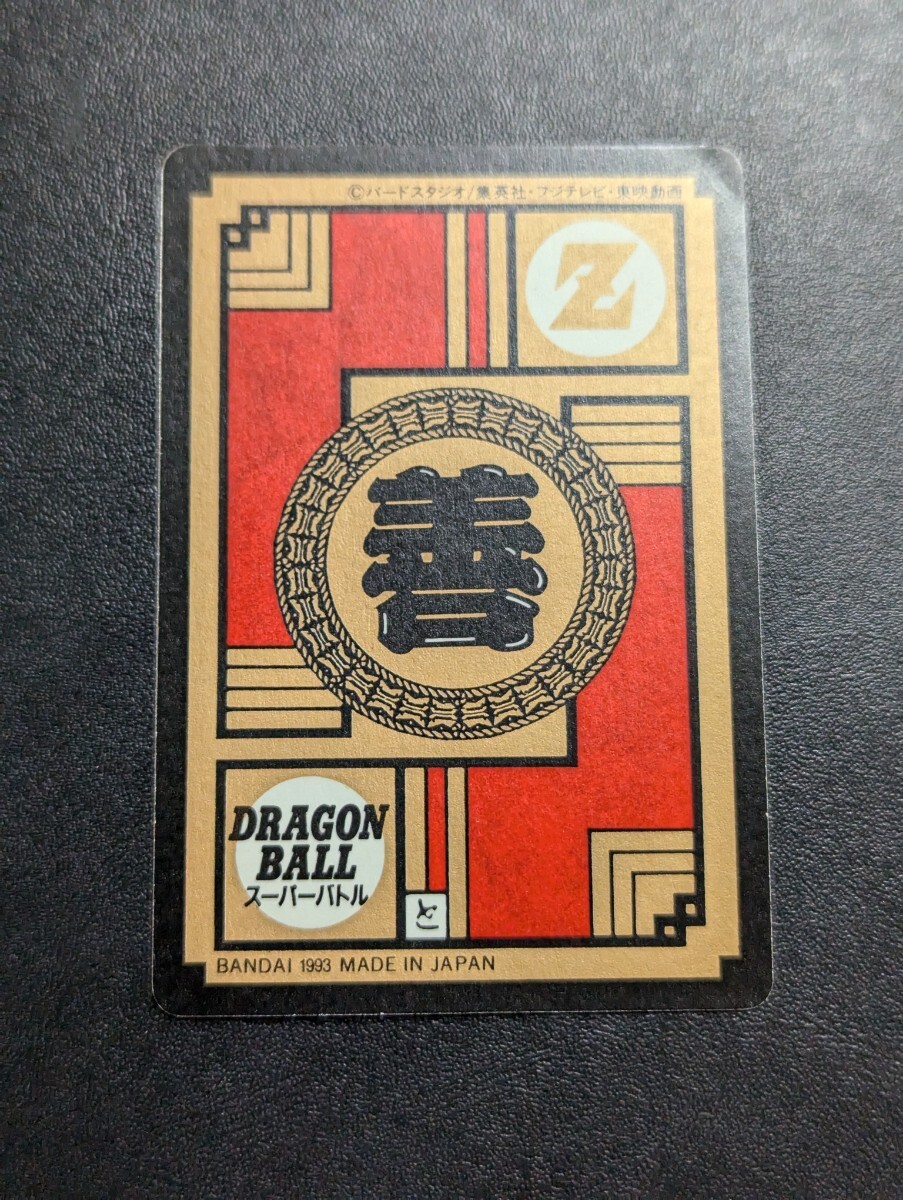 ©バードスタジオ/集英社・フジテレビ・東映動画
Z
善
DRAGON
BALL
スーパーバトル
と
BANDAI 1993 MADE IN JAPAN